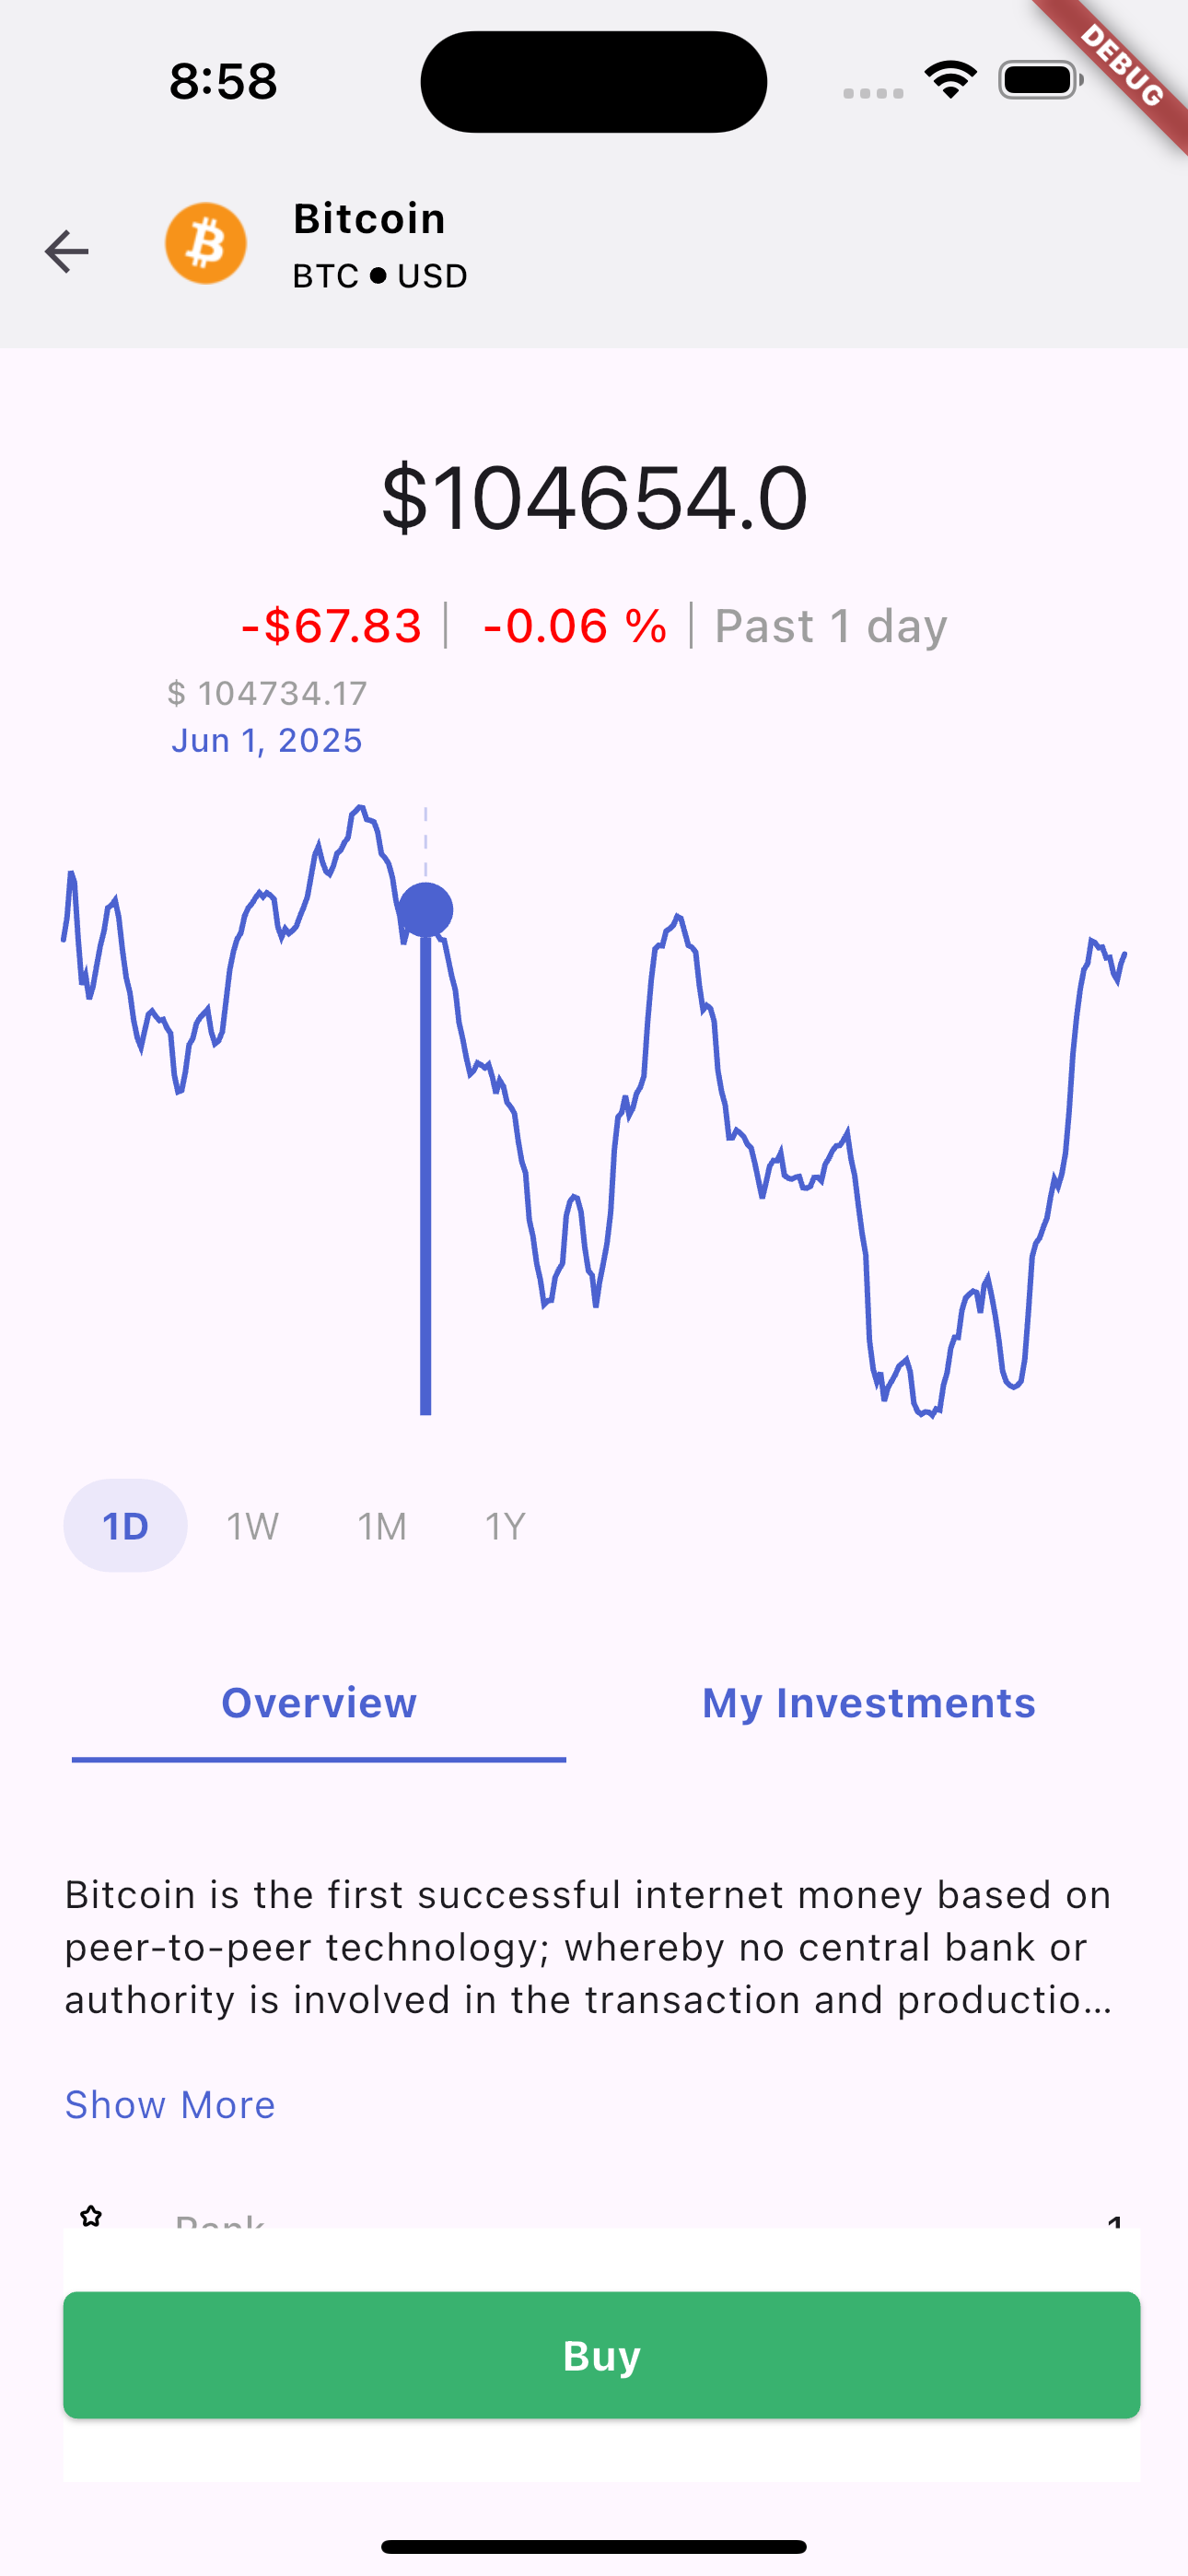 8:58
DEBUG
Bitcoin
BTC ● USD
$104654.0
-$67.83 | -0.06 % | Past 1 day
$ 104734.17
Jun 1, 2025
1D 1W 1M 1Y
Overview My Investments
Bitcoin is the first successful internet money based on
peer-to-peer technology; whereby no central bank or
authority is involved in the transaction and productio...
Show More
Rank 1
Buy